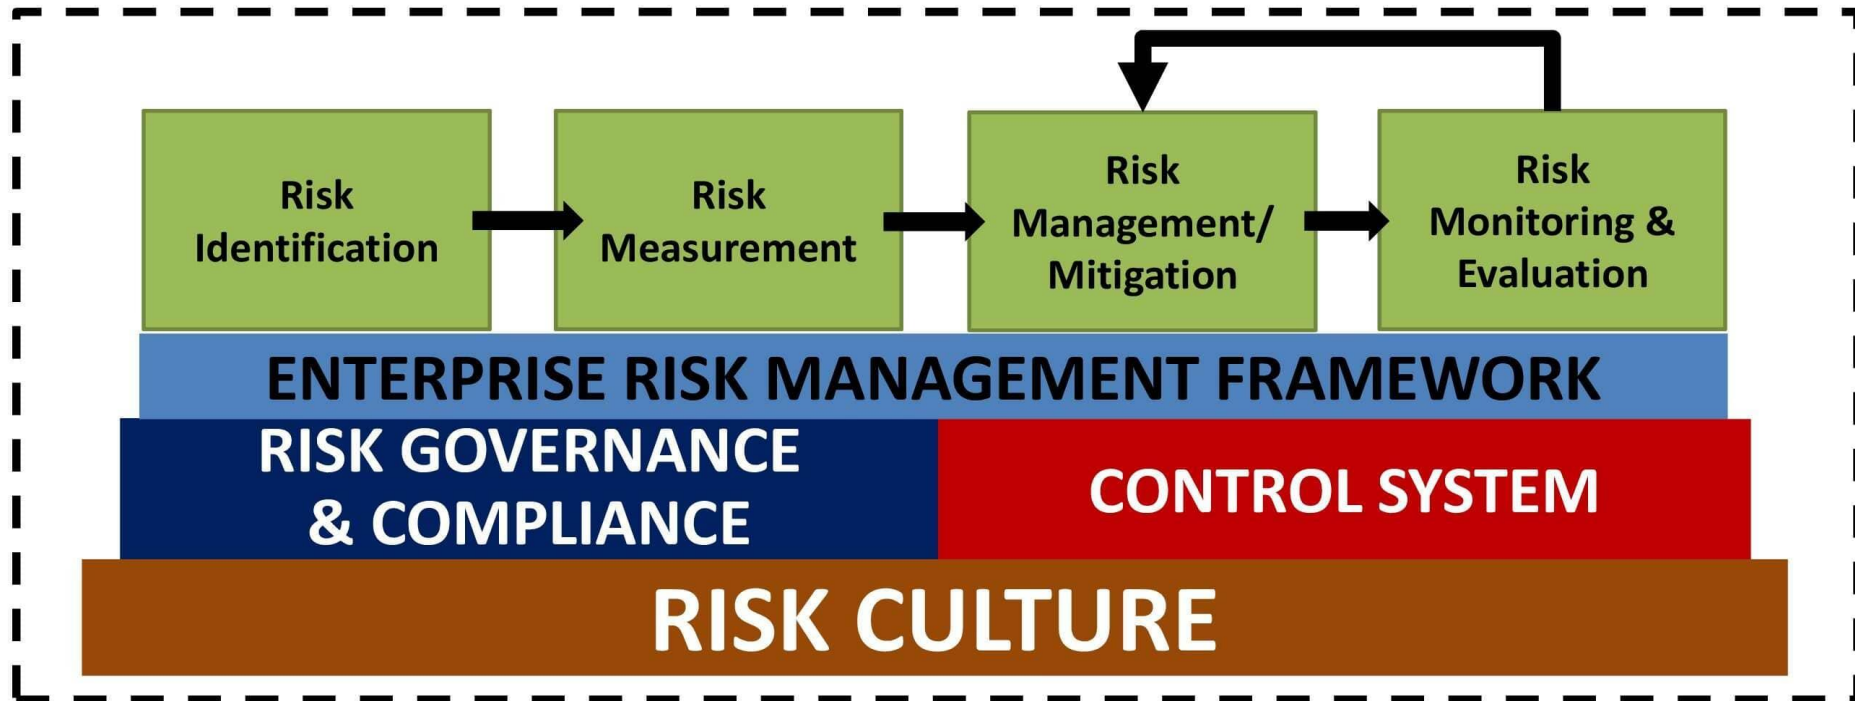 Risk
Identification
Risk
Measurement
Risk
Management/
Mitigation
Risk
Monitoring &
Evaluation
ENTERPRISE RISK MANAGEMENT FRAMEWORK
RISK GOVERNANCE
& COMPLIANCE
CONTROL SYSTEM
RISK CULTURE